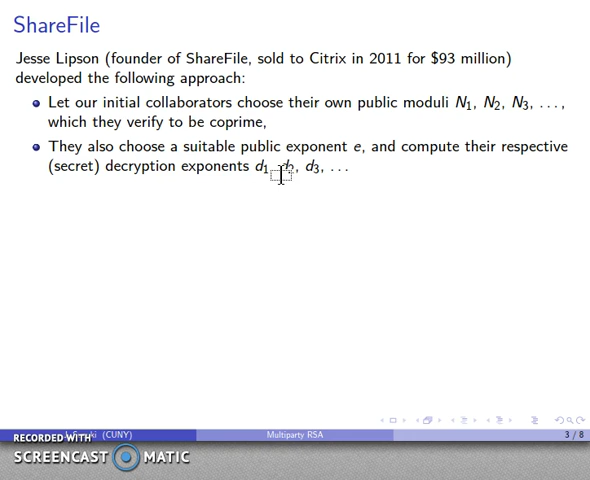 ShareFile
Jesse Lipson (founder of ShareFile, sold to Citrix in 2011 for $93 million)
developed the following approach:
Let our initial collaborators choose their own public moduli N₁, N₂, N₃, ...,
which they verify to be coprime,
They also choose a suitable public exponent e, and compute their respective
(secret) decryption exponents d₁, d₂, d₃, ...
(CUNY)
Multiparty RSA
3 / 8
RECORDED WITH
SCREENCAST MATIC